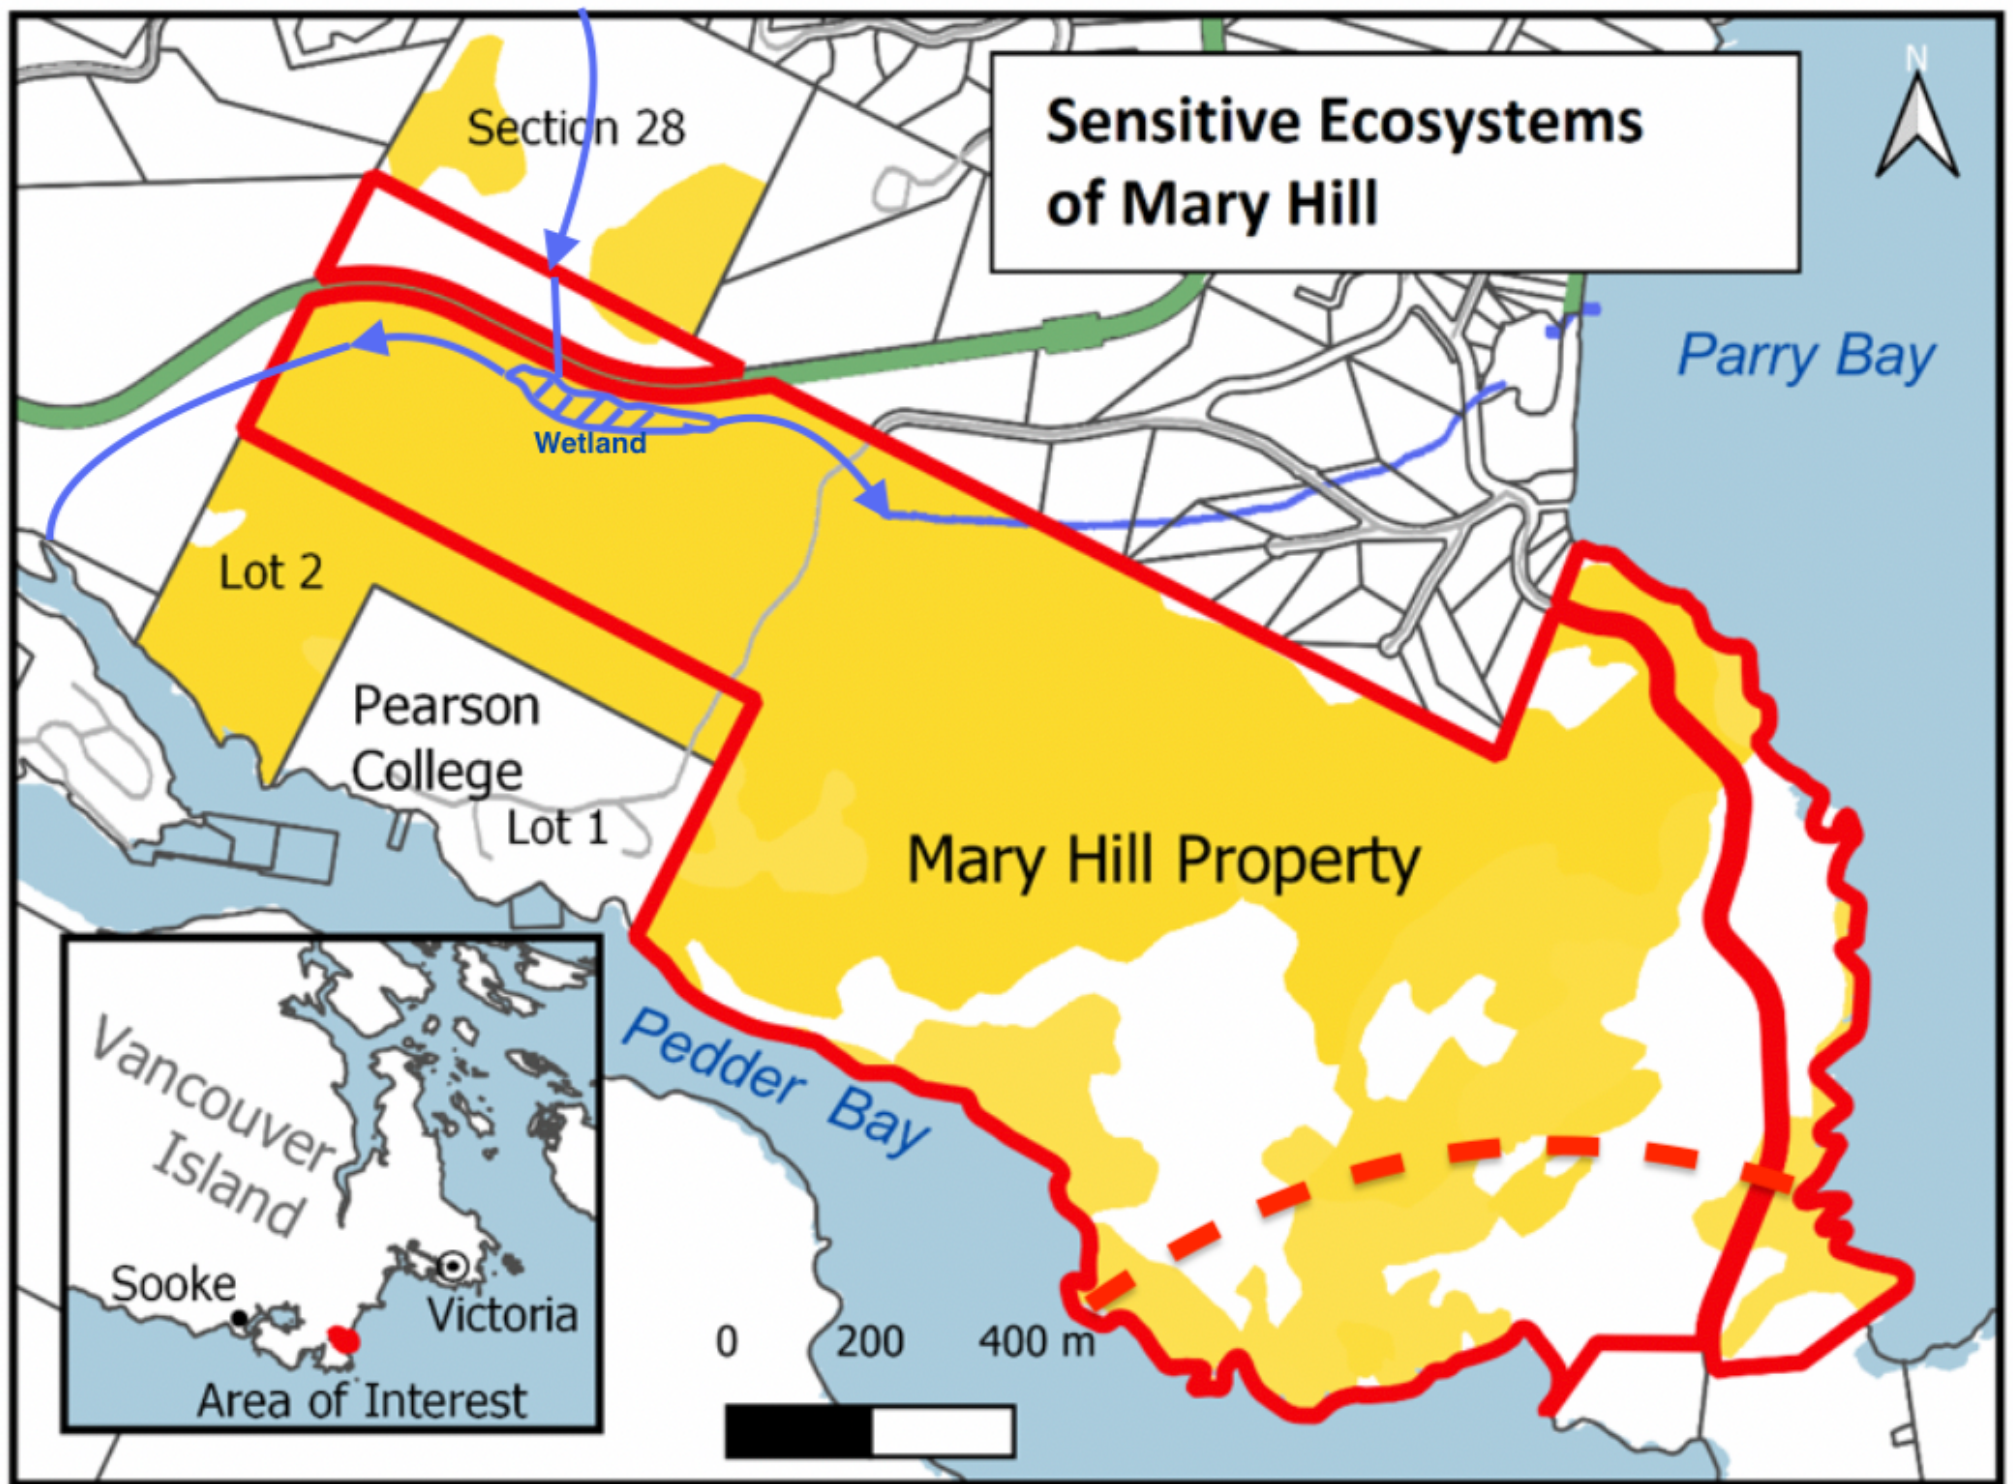 Sensitive Ecosystems
of Mary Hill
N
Section 28
Parry Bay
Wetland
Lot 2
Pearson
College
Lot 1
Mary Hill Property
Pedder Bay
Vancouver
Island
Sooke
Victoria
Area of Interest
0 200 400 m